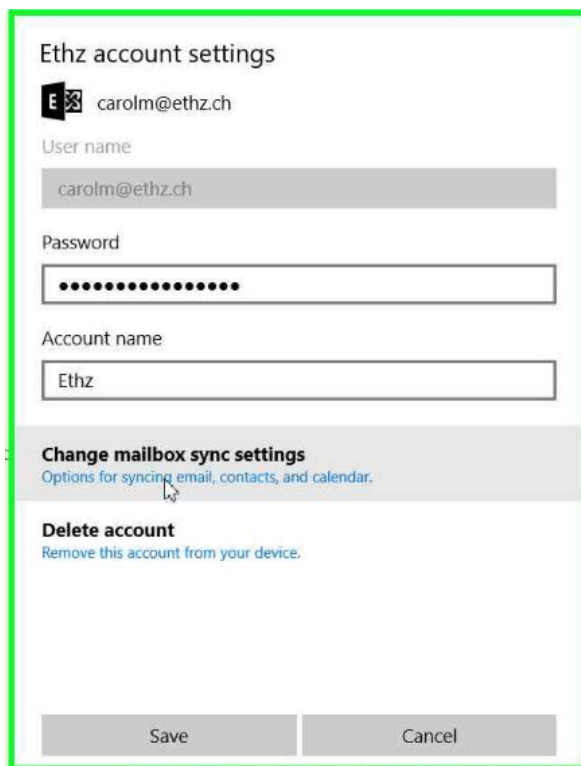 Ethz account settings
E carolm@ethz.ch
User name
carolm@ethz.ch
Password
••••••••••••••••
Account name
Ethz
Change mailbox sync settings
Options for syncing email, contacts, and calendar.
Delete account
Remove this account from your device.
Save Cancel